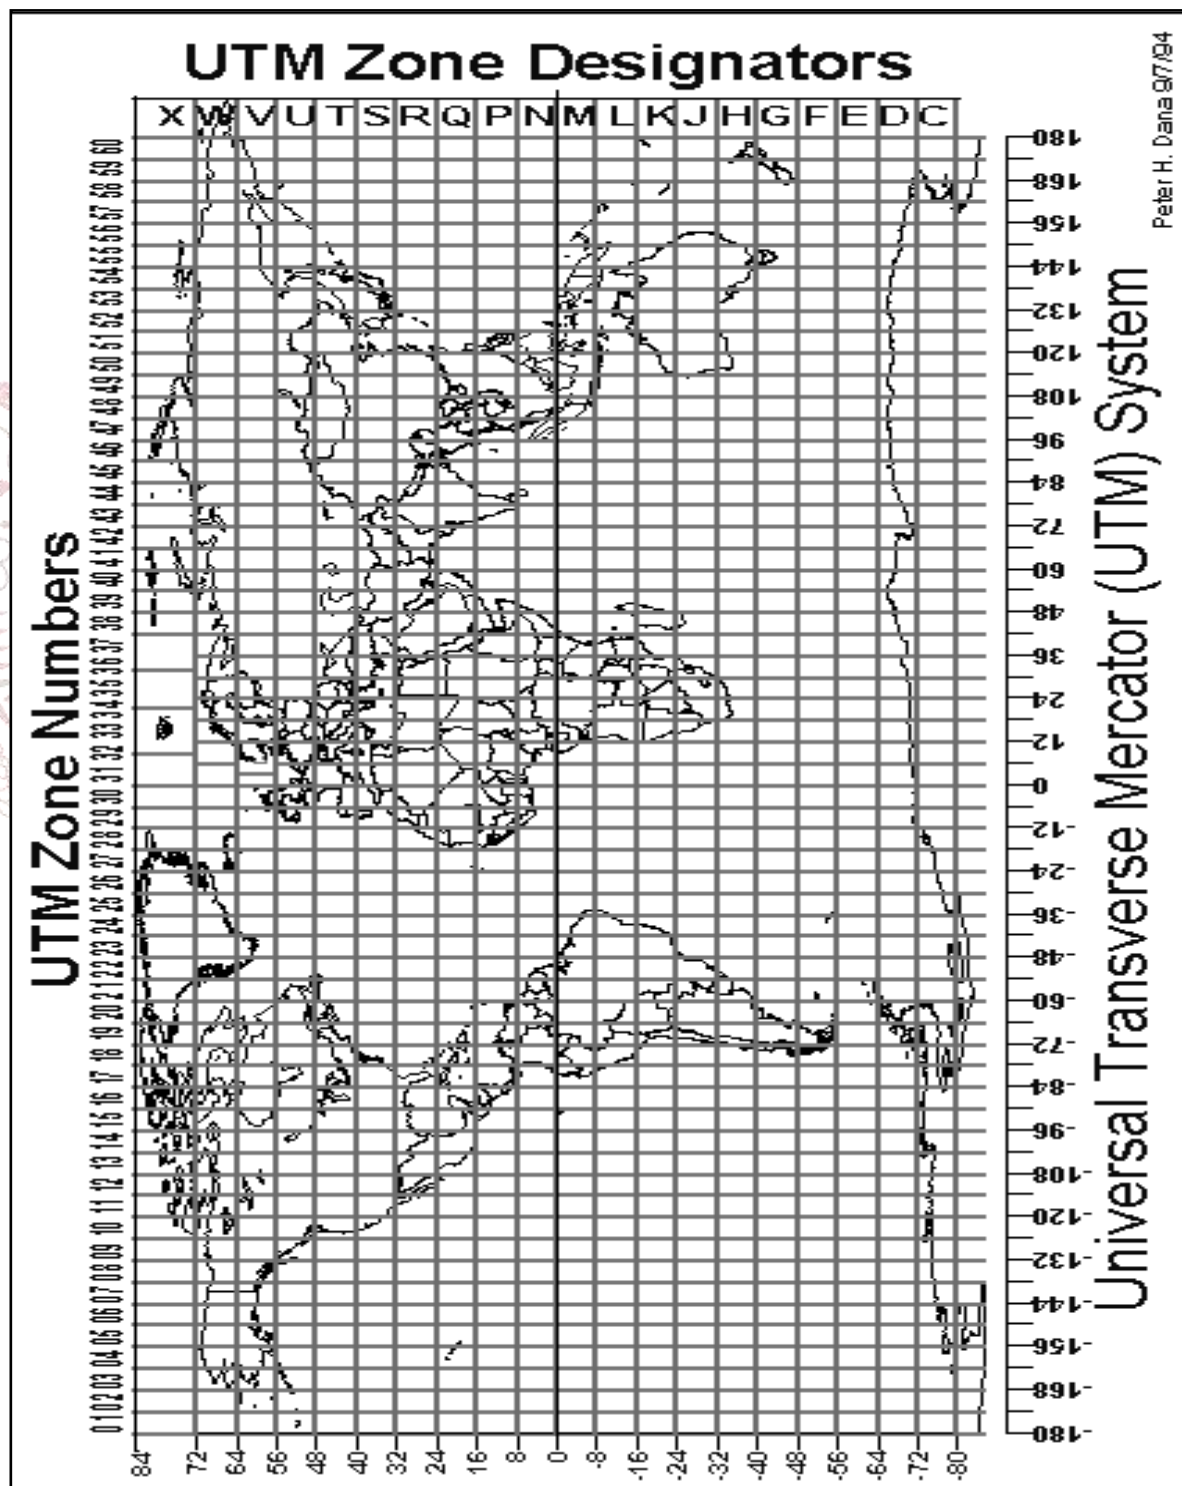 UTM Zone Designators
X W V U T S R Q P N M L K J H G F E D C
UTM Zone Numbers
01 02 03 04 05 06 07 08 09 10 11 12 13 14 15 16 17 18 19 20 21 22 23 24 25 26 27 28 29 30 31 32 33 34 35 36 37 38 39 40 41 42 43 44 45 46 47 48 49 50 51 52 53 54 55 56 57 58 59 60
84 72 64 56 48 40 32 24 16 8 0 -8 -16 -24 -32 -40 -48 -56 -64 -72 -80
-180 -168 -156 -144 -132 -120 -108 -96 -84 -72 -60 -48 -36 -24 -12 0 12 24 36 48 60 72 84 96 108 120 132 144 156 168 180
Universal Transverse Mercator (UTM) System
Peter H. Dana 9/7/94